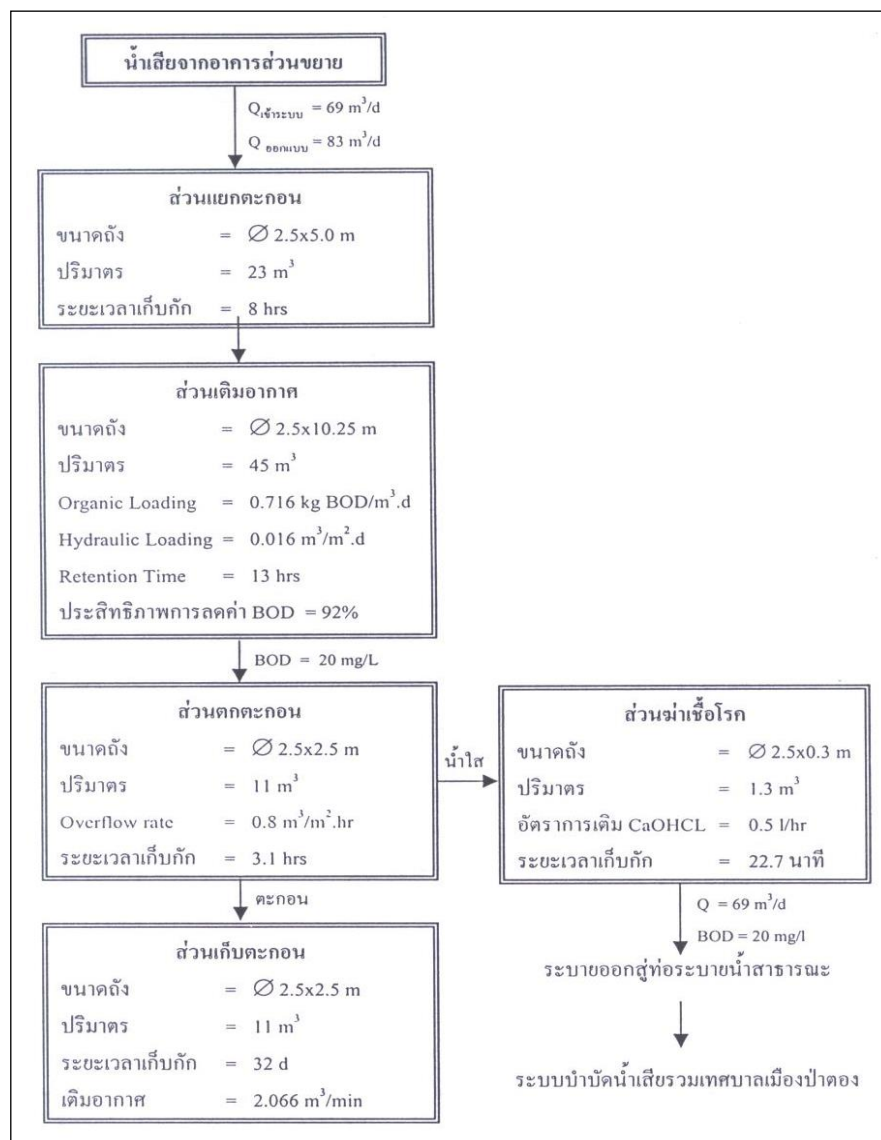 น้ำเสียจากอาคารส่วนขยาย
Qเข้าระบบ = 69 m³/d
Q ออกแบบ = 83 m³/d
ส่วนแยกตะกอน
ขนาดถัง = ∅ 2.5x5.0 m
ปริมาตร = 23 m³
ระยะเวลาเก็บกัก = 8 hrs
ส่วนเติมอากาศ
ขนาดถัง = ∅ 2.5x10.25 m
ปริมาตร = 45 m³
Organic Loading = 0.716 kg BOD/m³.d
Hydraulic Loading = 0.016 m³/m².d
Retention Time = 13 hrs
ประสิทธิภาพการลดค่า BOD = 92%
BOD = 20 mg/L
ส่วนตกตะกอน
ขนาดถัง = ∅ 2.5x2.5 m
ปริมาตร = 11 m³
Overflow rate = 0.8 m³/m².hr
ระยะเวลาเก็บกัก = 3.1 hrs
น้ำใส
ส่วนฆ่าเชื้อโรค
ขนาดถัง = ∅ 2.5x0.3 m
ปริมาตร = 1.3 m³
อัตราการเติม CaOHCL = 0.5 l/hr
ระยะเวลาเก็บกัก = 22.7 นาที
ตะกอน
ส่วนเก็บตะกอน
ขนาดถัง = ∅ 2.5x2.5 m
ปริมาตร = 11 m³
ระยะเวลาเก็บกัก = 32 d
เติมอากาศ = 2.066 m³/min
Q = 69 m³/d
BOD = 20 mg/l
ระบายออกสู่ท่อระบายน้ำสาธารณะ
ระบบบำบัดน้ำเสียรวมเทศบาลเมืองป่าตอง